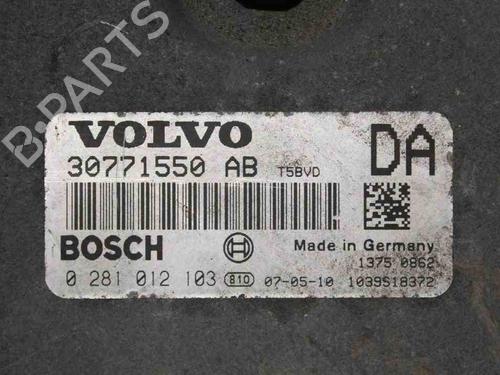 B-PARTS
VOLVO
DA
30771550 AB T5BVD
BOSCH
Made in Germany
1375 0862
0 281 012 103 810 07-05-10 1039S18372